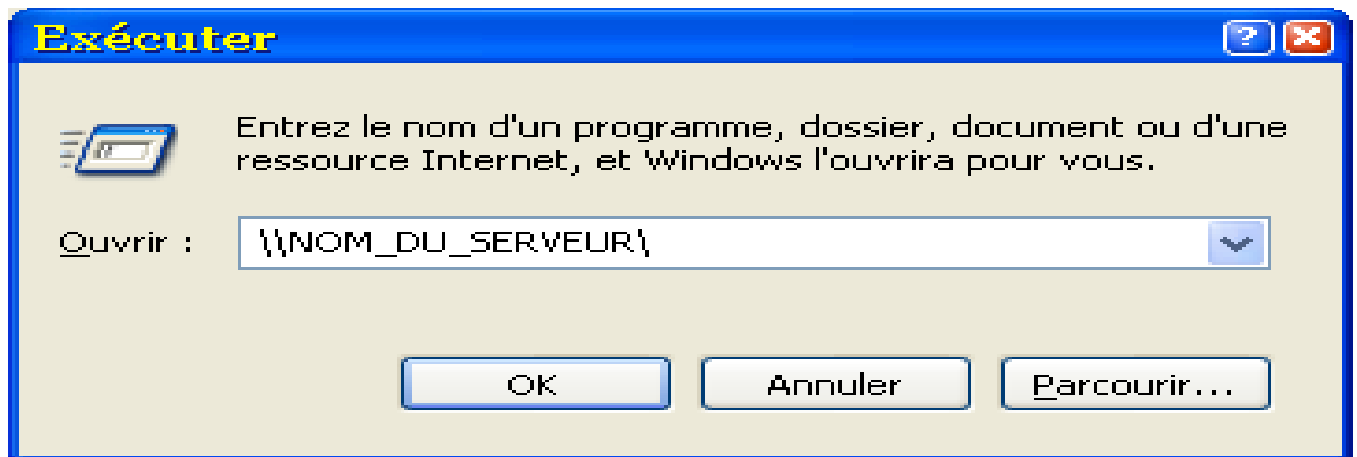 Exécuter
Entrez le nom d'un programme, dossier, document ou d'une
ressource Internet, et Windows l'ouvrira pour vous.
Ouvrir : \\NOM_DU_SERVEUR\
OK Annuler Parcourir...